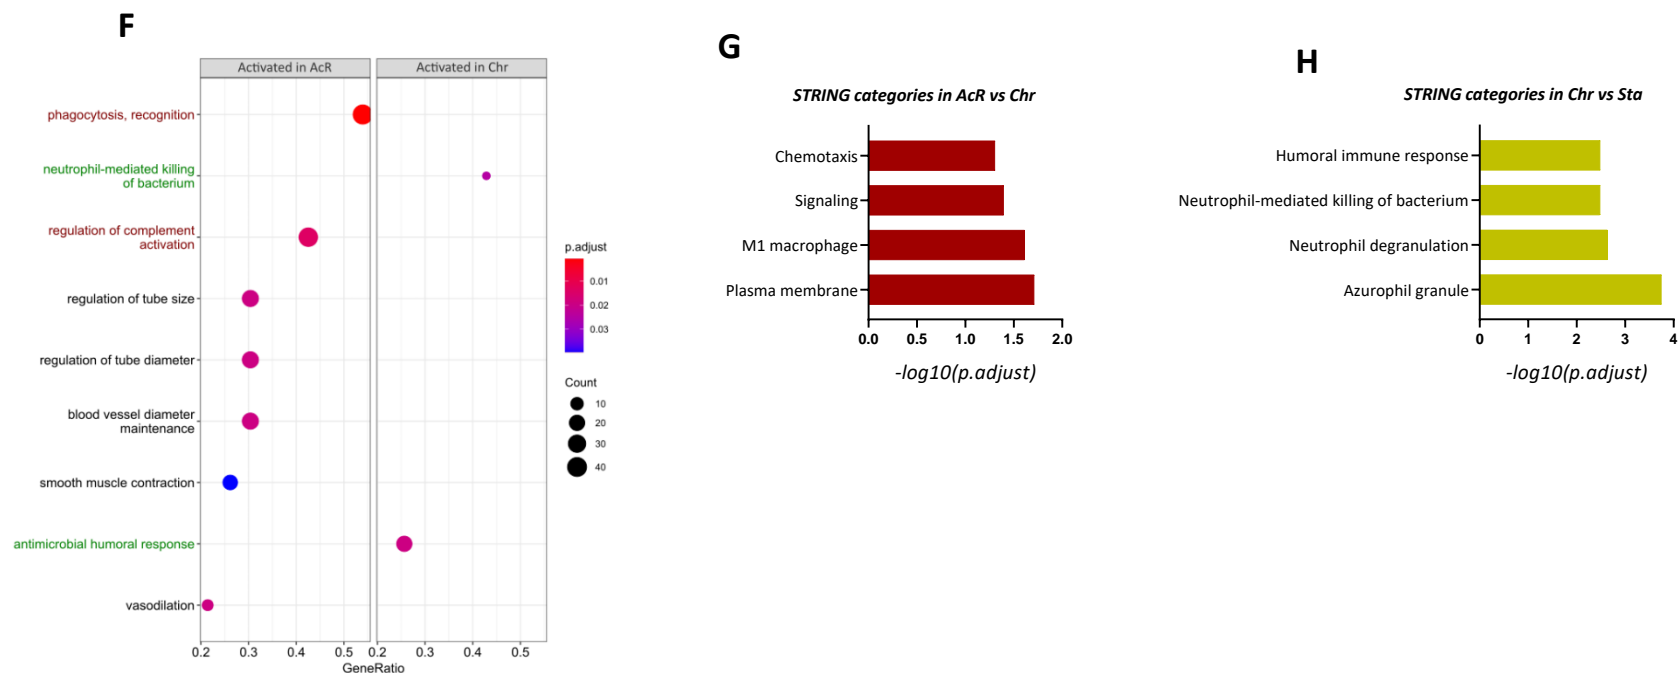 F
Activated in AcR
Activated in Chr
phagocytosis, recognition
neutrophil-mediated killing
of bacterium
regulation of complement
activation
regulation of tube size
regulation of tube diameter
blood vessel diameter
maintenance
smooth muscle contraction
antimicrobial humoral response
vasodilation
0.2 0.3 0.4 0.5
0.2 0.3 0.4 0.5
GeneRatio
p.adjust
0.01
0.02
0.03
Count
10
20
30
40
G
STRING categories in AcR vs Chr
Chemotaxis
Signaling
M1 macrophage
Plasma membrane
0.0 0.5 1.0 1.5 2.0
-log10(p.adjust)
H
STRING categories in Chr vs Sta
Humoral immune response
Neutrophil-mediated killing of bacterium
Neutrophil degranulation
Azurophil granule
0 1 2 3 4
-log10(p.adjust)